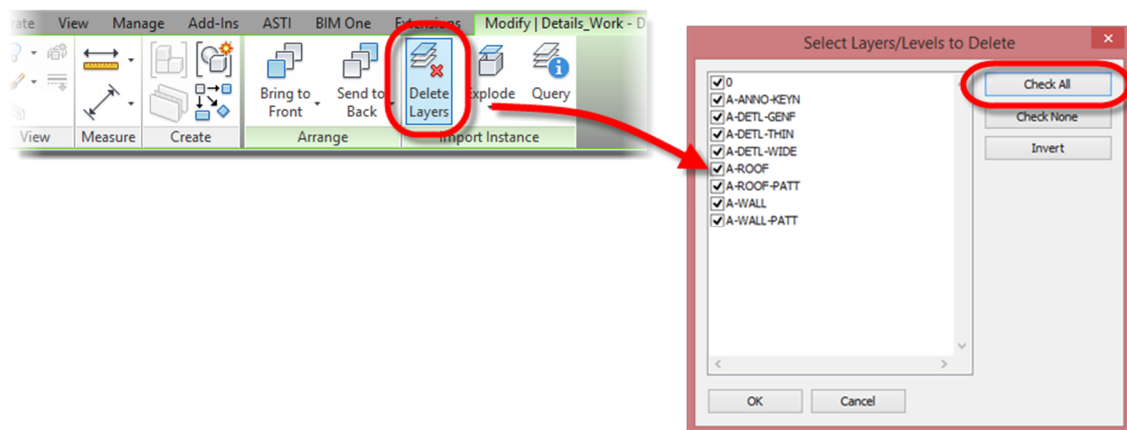 View Manage Add-Ins ASTI BIM One Extensions Modify | Details_Work - D
Bring to Front
Send to Back
Delete Layers
Explode
Query
View Measure Create Arrange Import Instance
Select Layers/Levels to Delete
0
A-ANNO-KEYN
A-DETL-GENF
A-DETL-THIN
A-DETL-WIDE
A-ROOF
A-ROOF-PATT
A-WALL
A-WALL-PATT
Check All
Check None
Invert
OK
Cancel